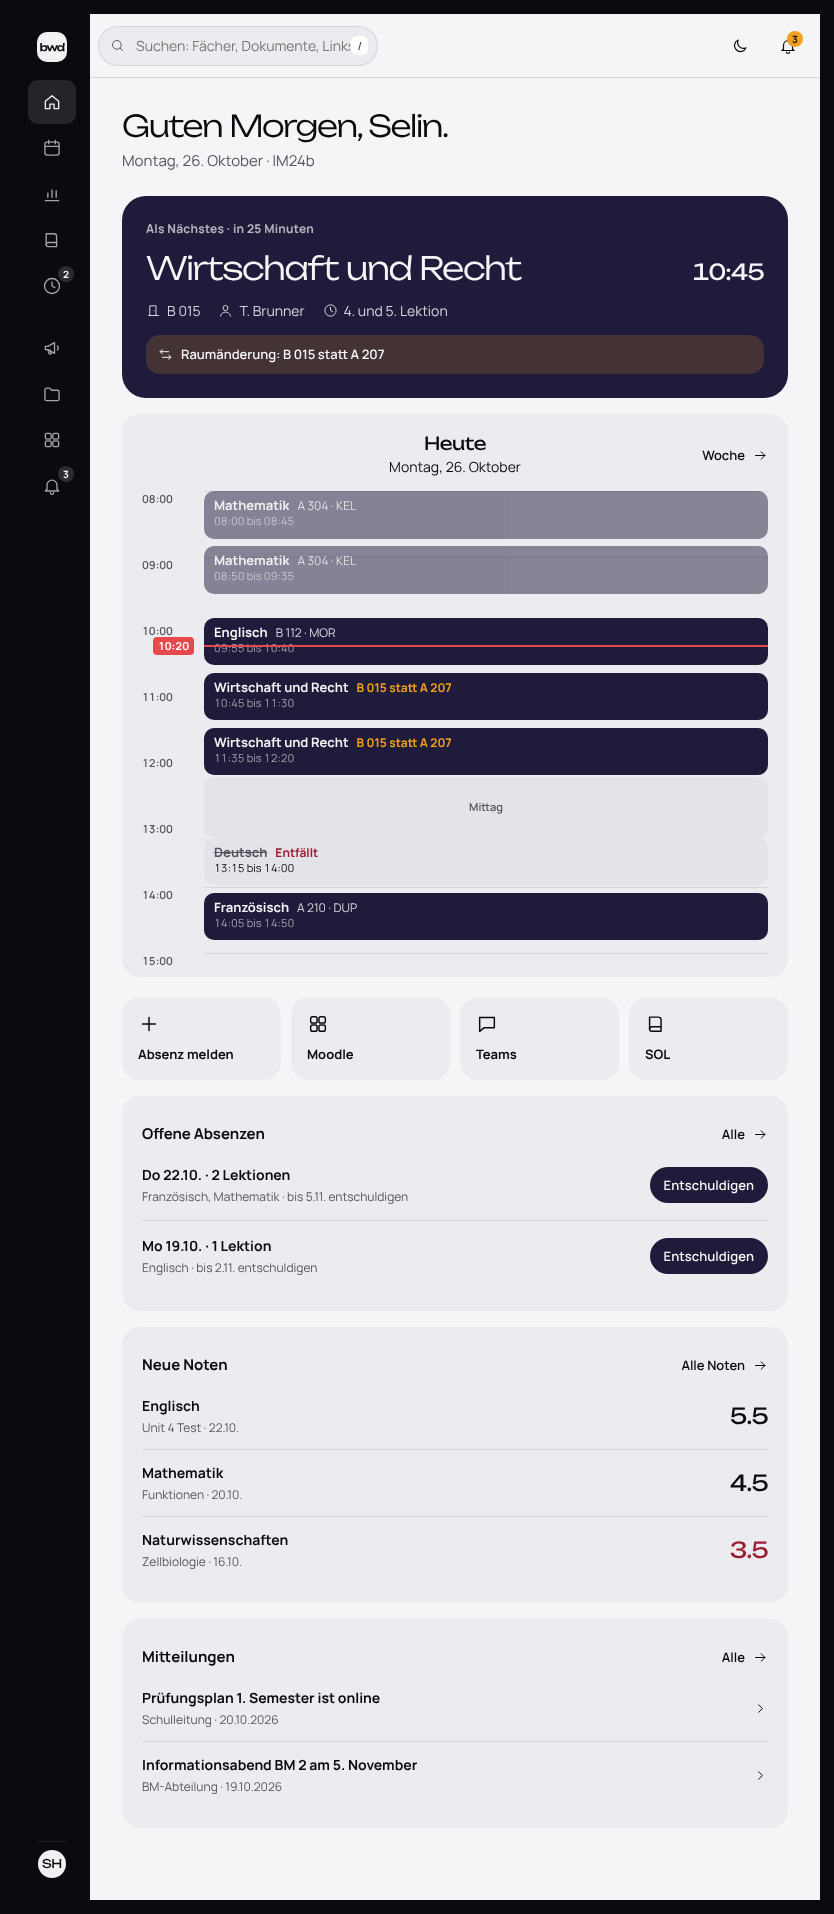 bwd
Suchen: Fächer, Dokumente, Links
/
3
Guten Morgen, Selin.
Montag, 26. Oktober · IM24b
2
3
Als Nächstes · in 25 Minuten
Wirtschaft und Recht
10:45
B 015
T. Brunner
4. und 5. Lektion
Raumänderung: B 015 statt A 207
Heute
Montag, 26. Oktober
Woche
08:00
Mathematik A 304 · KEL
08:00 bis 08:45
09:00
Mathematik A 304 · KEL
08:50 bis 09:35
10:00
10:20
Englisch B 112 · MOR
09:55 bis 10:40
11:00
Wirtschaft und Recht B 015 statt A 207
10:45 bis 11:30
12:00
Wirtschaft und Recht B 015 statt A 207
11:35 bis 12:20
Mittag
13:00
Deutsch Entfällt
13:15 bis 14:00
14:00
Französisch A 210 · DUP
14:05 bis 14:50
15:00
Absenz melden
Moodle
Teams
SOL
Offene Absenzen
Alle
Do 22.10. · 2 Lektionen
Französisch, Mathematik · bis 5.11. entschuldigen
Entschuldigen
Mo 19.10. · 1 Lektion
Englisch · bis 2.11. entschuldigen
Entschuldigen
Neue Noten
Alle Noten
Englisch
Unit 4 Test · 22.10.
5.5
Mathematik
Funktionen · 20.10.
4.5
Naturwissenschaften
Zellbiologie · 16.10.
3.5
Mitteilungen
Alle
Prüfungsplan 1. Semester ist online
Schulleitung · 20.10.2026
Informationsabend BM 2 am 5. November
BM-Abteilung · 19.10.2026
SH